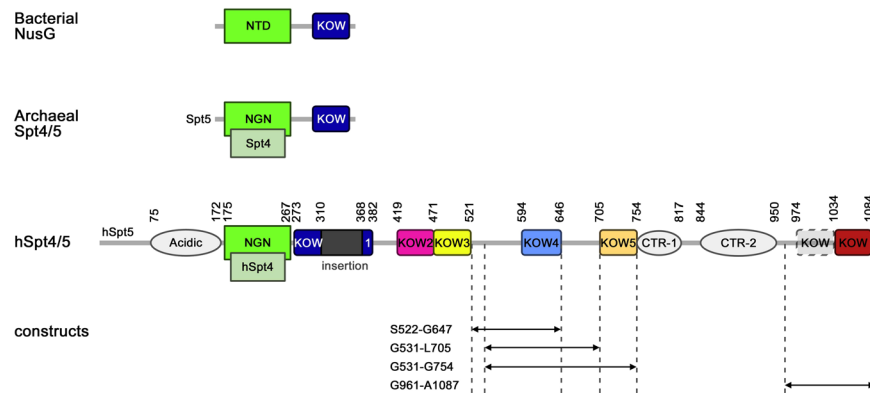 Bacterial
NusG
NTD
KOW
Archaeal
Spt4/5
Spt5
NGN
KOW
Spt4
75
172
175
267
273
310
368
382
419
471
521
594
646
705
754
817
844
950
974
1034
1084
hSpt4/5
hSpt5
Acidic
NGN
KOW
1
KOW2
KOW3
KOW4
KOW5
CTR-1
CTR-2
KOW
KOW
hSpt4
insertion
constructs
S522-G647
G531-L705
G531-G754
G961-A1087